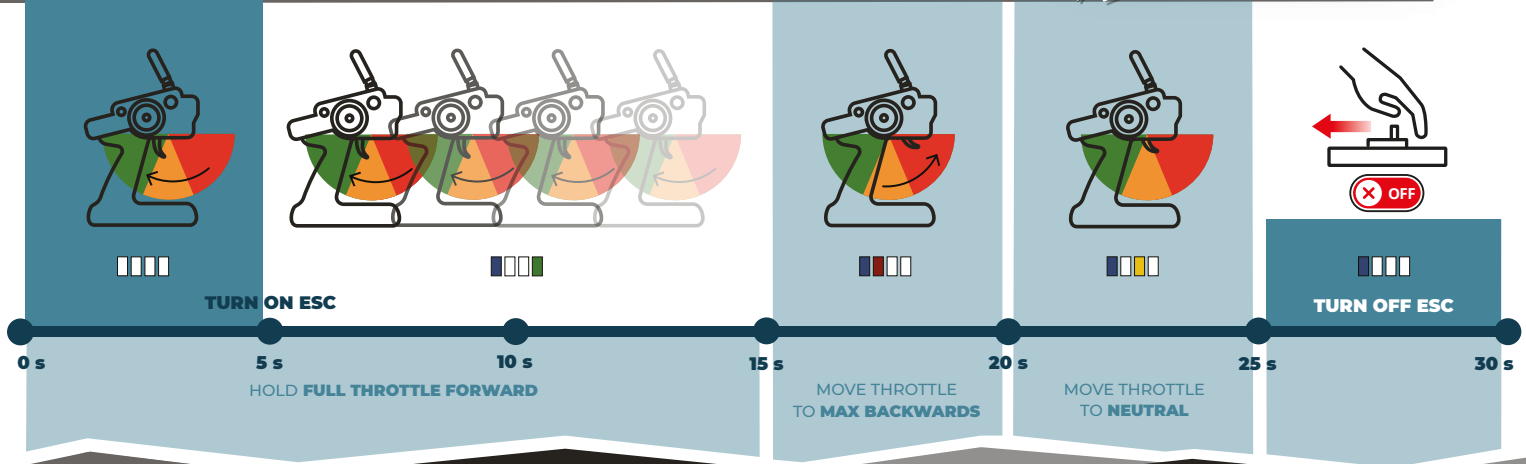 OFF
TURN ON ESC
TURN OFF ESC
0 s
5 s
10 s
15 s
20 s
25 s
30 s
HOLD FULL THROTTLE FORWARD
MOVE THROTTLE
TO MAX BACKWARDS
MOVE THROTTLE
TO NEUTRAL